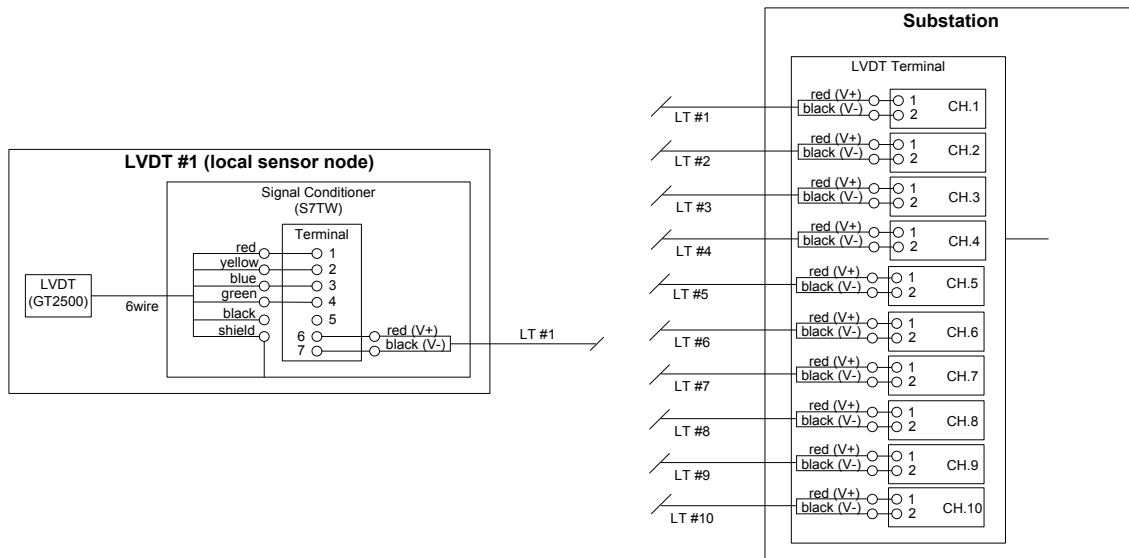 LVDT #1 (local sensor node)
Signal Conditioner
(S7TW)
Terminal
LVDT
(GT2500)
6wire
red
yellow
blue
green
black
shield
1
2
3
4
5
6
7
red (V+)
black (V-)
LT #1
Substation
LVDT Terminal
LT #1
red (V+)
black (V-)
1
2
CH.1
LT #2
red (V+)
black (V-)
1
2
CH.2
LT #3
red (V+)
black (V-)
1
2
CH.3
LT #4
red (V+)
black (V-)
1
2
CH.4
LT #5
red (V+)
black (V-)
1
2
CH.5
LT #6
red (V+)
black (V-)
1
2
CH.6
LT #7
red (V+)
black (V-)
1
2
CH.7
LT #8
red (V+)
black (V-)
1
2
CH.8
LT #9
red (V+)
black (V-)
1
2
CH.9
LT #10
red (V+)
black (V-)
1
2
CH.10